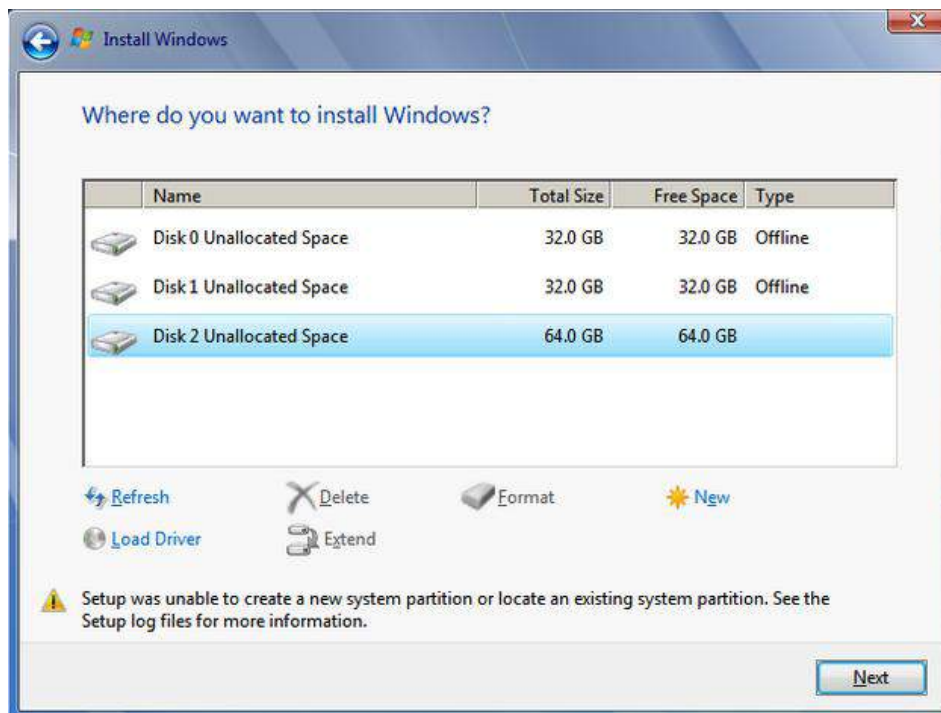 Install Windows
Where do you want to install Windows?
Name Total Size Free Space Type
Disk 0 Unallocated Space 32.0 GB 32.0 GB Offline
Disk 1 Unallocated Space 32.0 GB 32.0 GB Offline
Disk 2 Unallocated Space 64.0 GB 64.0 GB
Refresh Delete Format New
Load Driver Extend
Setup was unable to create a new system partition or locate an existing system partition. See the
Setup log files for more information.
Next